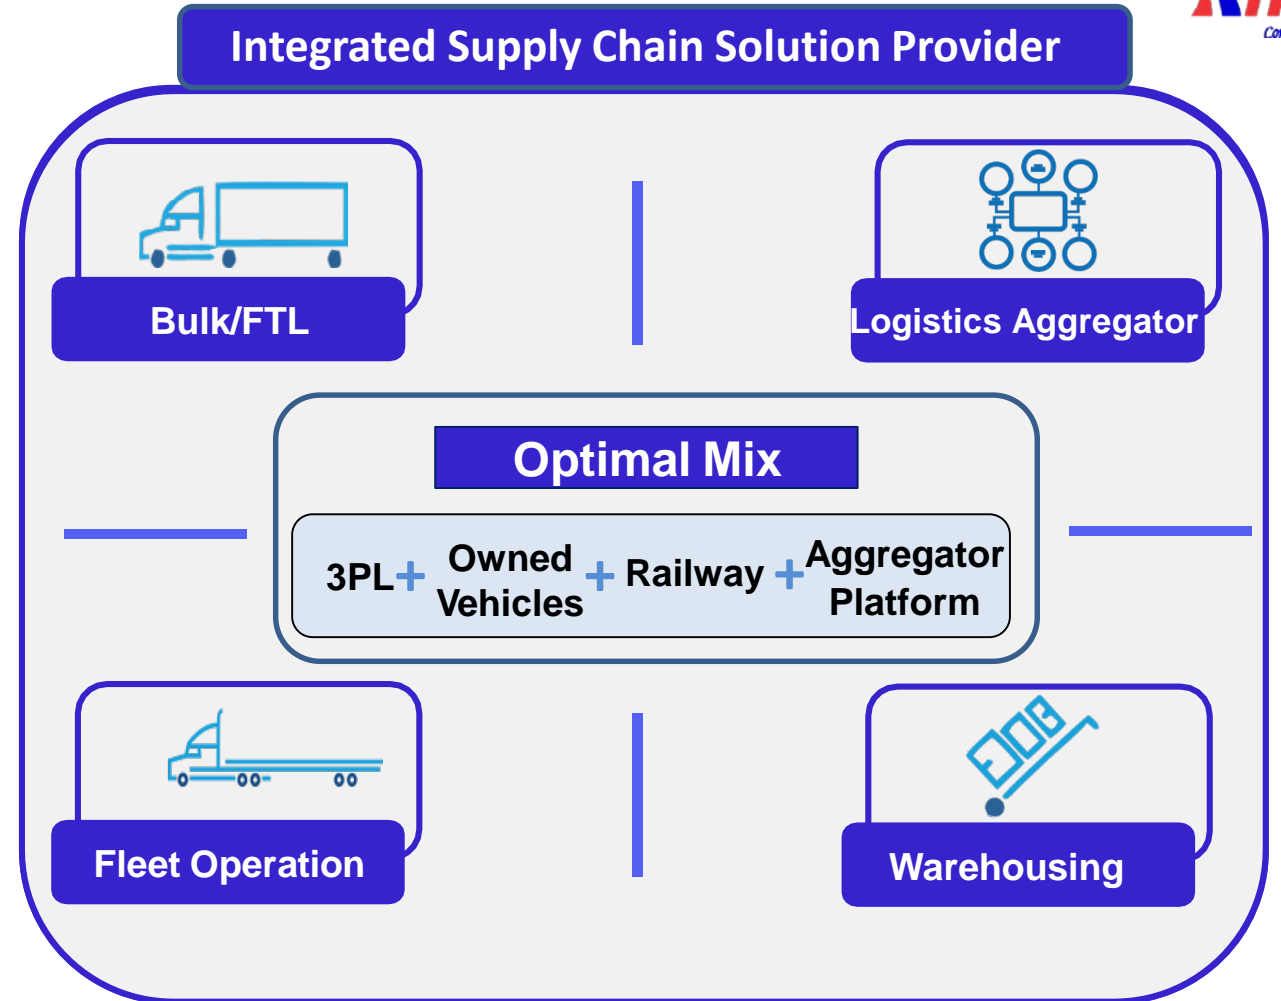 Integrated Supply Chain Solution Provider
Bulk/FTL
Logistics Aggregator
Optimal Mix
3PL + Owned Vehicles + Railway + Aggregator Platform
Fleet Operation
Warehousing